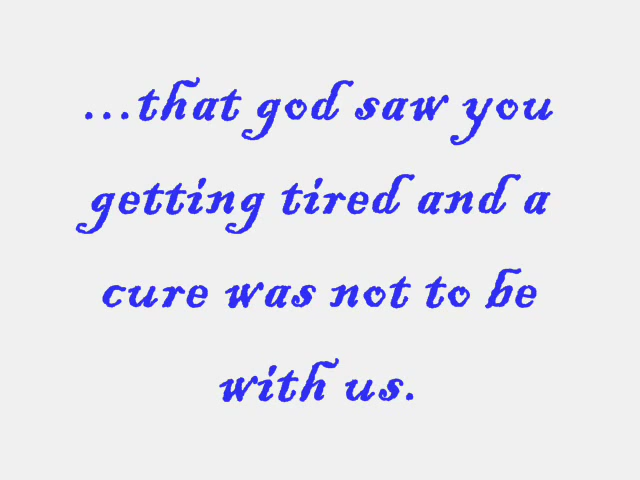 ...that god saw you
getting tired and a
cure was not to be
with us.